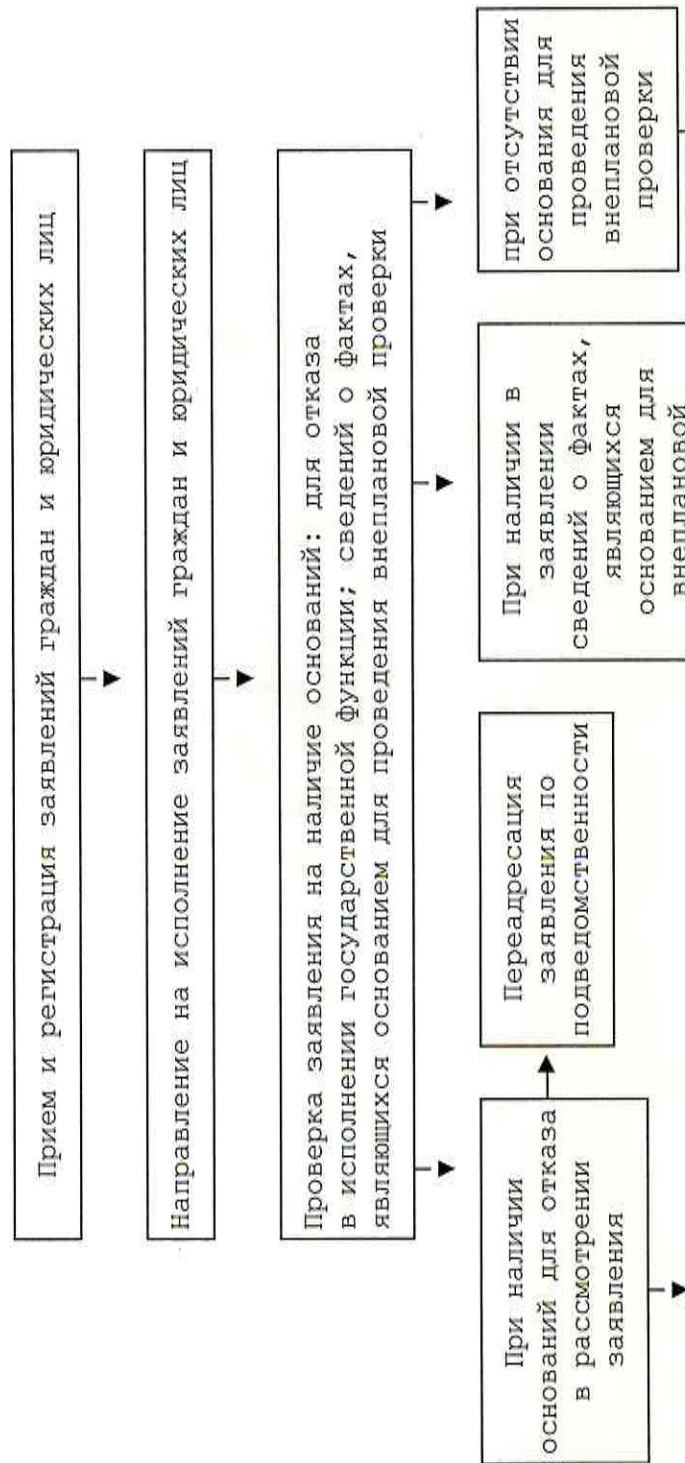 Прием и регистрация заявлений граждан и юридических лиц
Направление на исполнение заявлений граждан и юридических лиц
Проверка заявления на наличие оснований: для отказа
в исполнении государственной функции; сведений о фактах,
являющихся основанием для проведения внеплановой проверки
При наличии
оснований для отказа
в рассмотрении
заявления
Переадресация
заявления по
подведомственности
При наличии в
заявлении
сведений о фактах,
являющихся
основанием для
внеплановой
при отсутствии
основания для
проведения
внеплановой
проверки